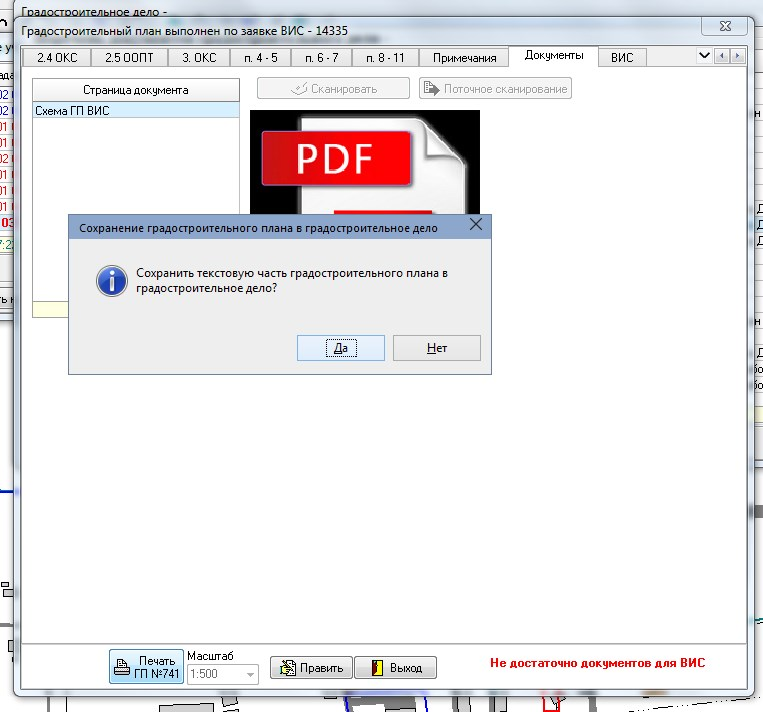 Градостроительное дело -
Градостроительный план выполнен по заявке ВИС - 14335
2.4 ОКС
2.5 ООПТ
3. ОКС
п. 4 - 5
п. 6 - 7
п. 8 - 11
Примечания
Документы
ВИС
Страница документа
Сканировать
Поточное сканирование
Схема ГП ВИС
PDF
Сохранение градостроительного плана в градостроительное дело
Сохранить текстовую часть градостроительного плана в
градостроительное дело?
Да
Нет
Печать
ГП №741
Масштаб
1:500
Править
Выход
Не достаточно документов для ВИС